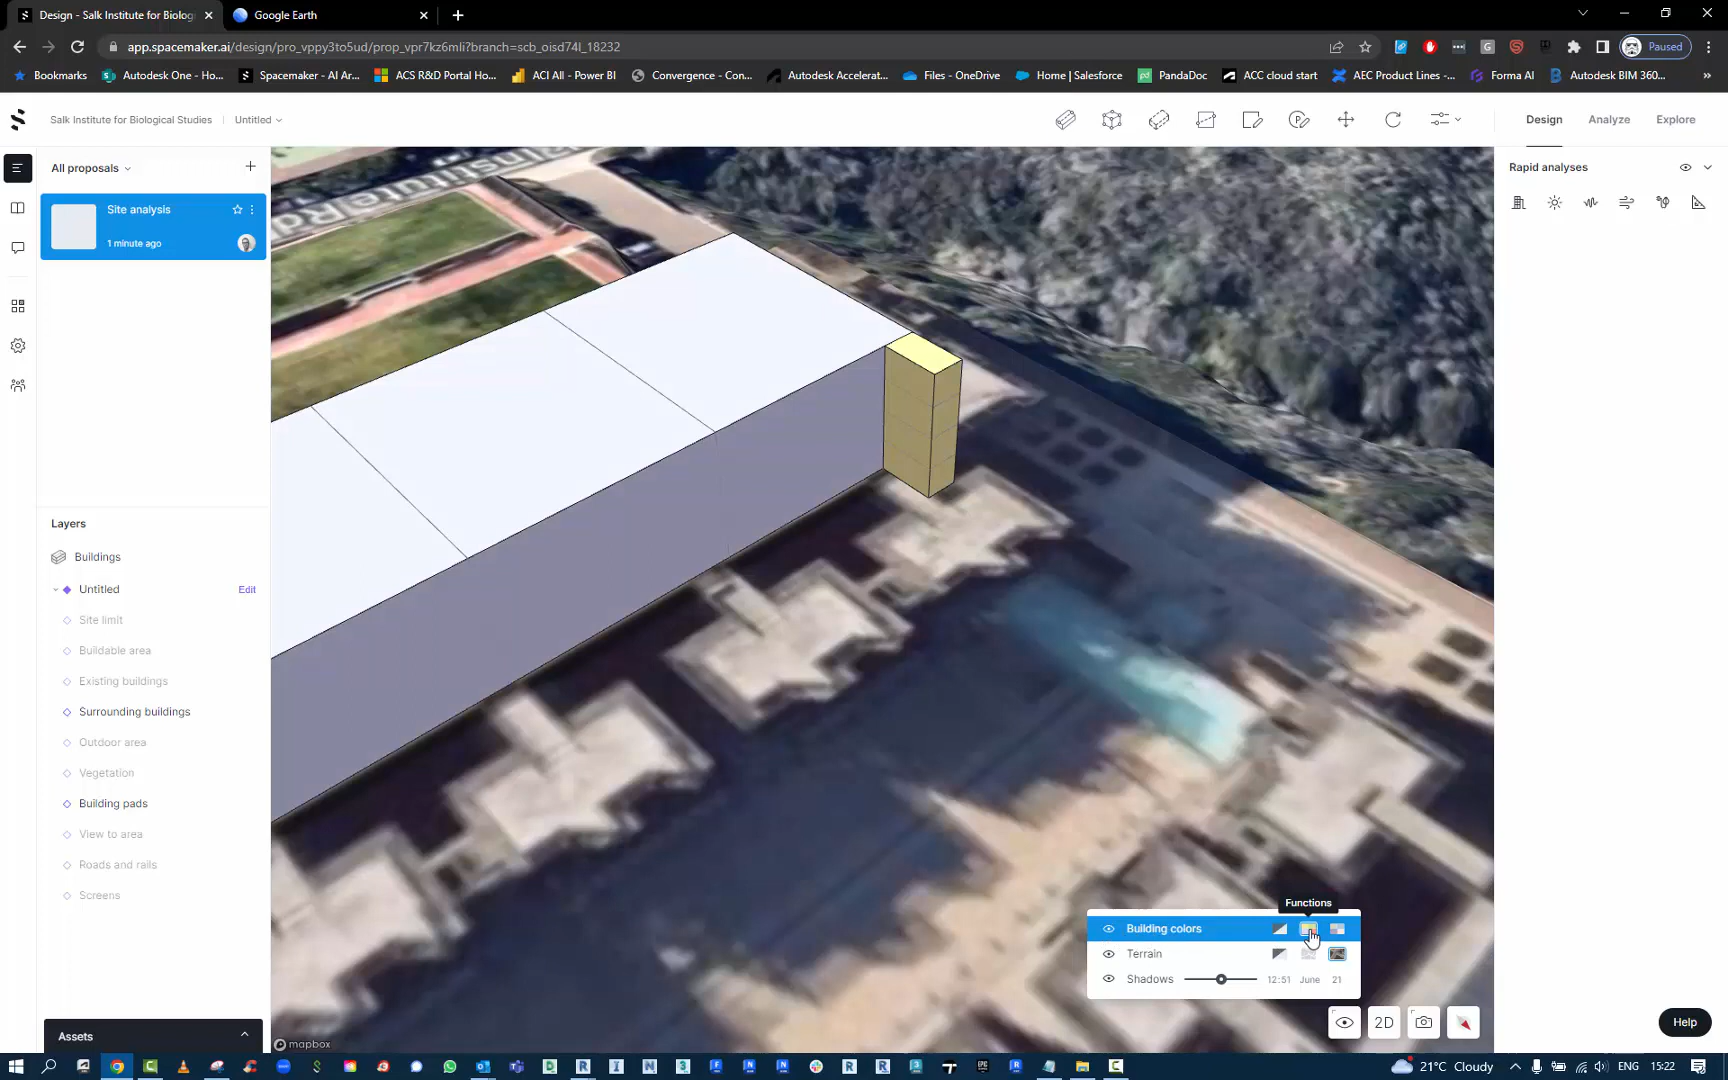 Design - Salk Institute for Biolog
Google Earth
app.spacemaker.ai/design/pro_vppy3to5ud/prop_vpr7kz6mli?branch=scb_oisd74l_18232
Paused
Bookmarks
Autodesk One - Ho...
Spacemaker - AI Ar...
ACS R&D Portal Ho...
ACI All - Power BI
Convergence - Con...
Autodesk Accelerat...
Files - OneDrive
Home | Salesforce
PandaDoc
ACC cloud start
AEC Product Lines -...
Forma AI
Autodesk BIM 360...
Salk Institute for Biological Studies
Untitled
Design
Analyze
Explore
All proposals
Rapid analyses
Site analysis
1 minute ago
Layers
Buildings
Untitled
Edit
Site limit
Buildable area
Existing buildings
Surrounding buildings
Outdoor area
Vegetation
Building pads
View to area
Roads and rails
Screens
Functions
Building colors
Terrain
Shadows
12:51 June 21
2D
Help
Assets
mapbox
21°C Cloudy
ENG
15:22